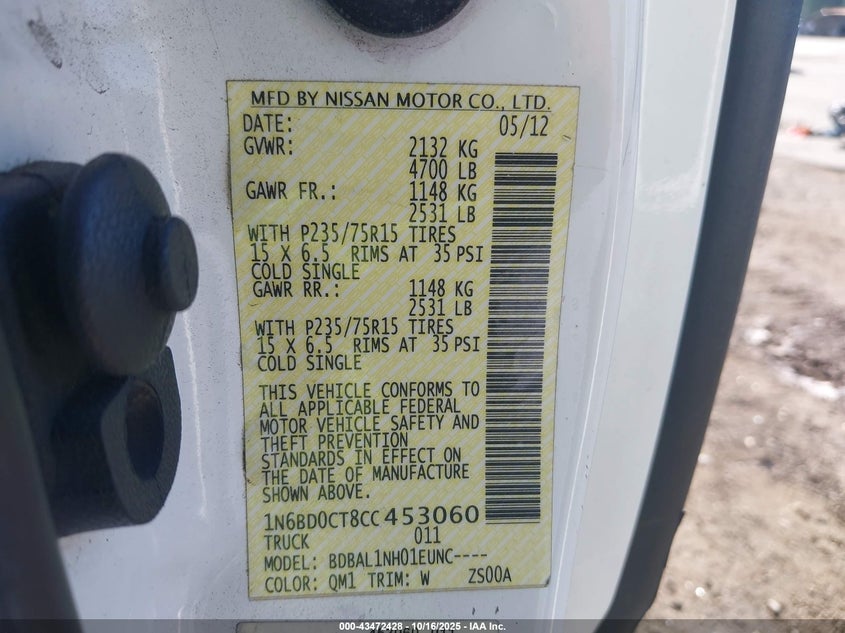 MFD BY NISSAN MOTOR CO., LTD.
DATE: 05/12
GVWR: 2132 KG
4700 LB
GAWR FR.: 1148 KG
2531 LB
WITH P235/75R15 TIRES
15 X 6.5 RIMS AT 35 PSI
COLD SINGLE
GAWR RR.: 1148 KG
2531 LB
WITH P235/75R15 TIRES
15 X 6.5 RIMS AT 35 PSI
COLD SINGLE
THIS VEHICLE CONFORMS TO
ALL APPLICABLE FEDERAL
MOTOR VEHICLE SAFETY AND
THEFT PREVENTION
STANDARDS IN EFFECT ON
THE DATE OF MANUFACTURE
SHOWN ABOVE.
1N6BD0CT8CC453060
TRUCK 011
MODEL: BDBAL1NH01EUNC----
COLOR: QM1 TRIM: W ZS00A
000-43472428 - 10/16/2025 - IAA Inc.